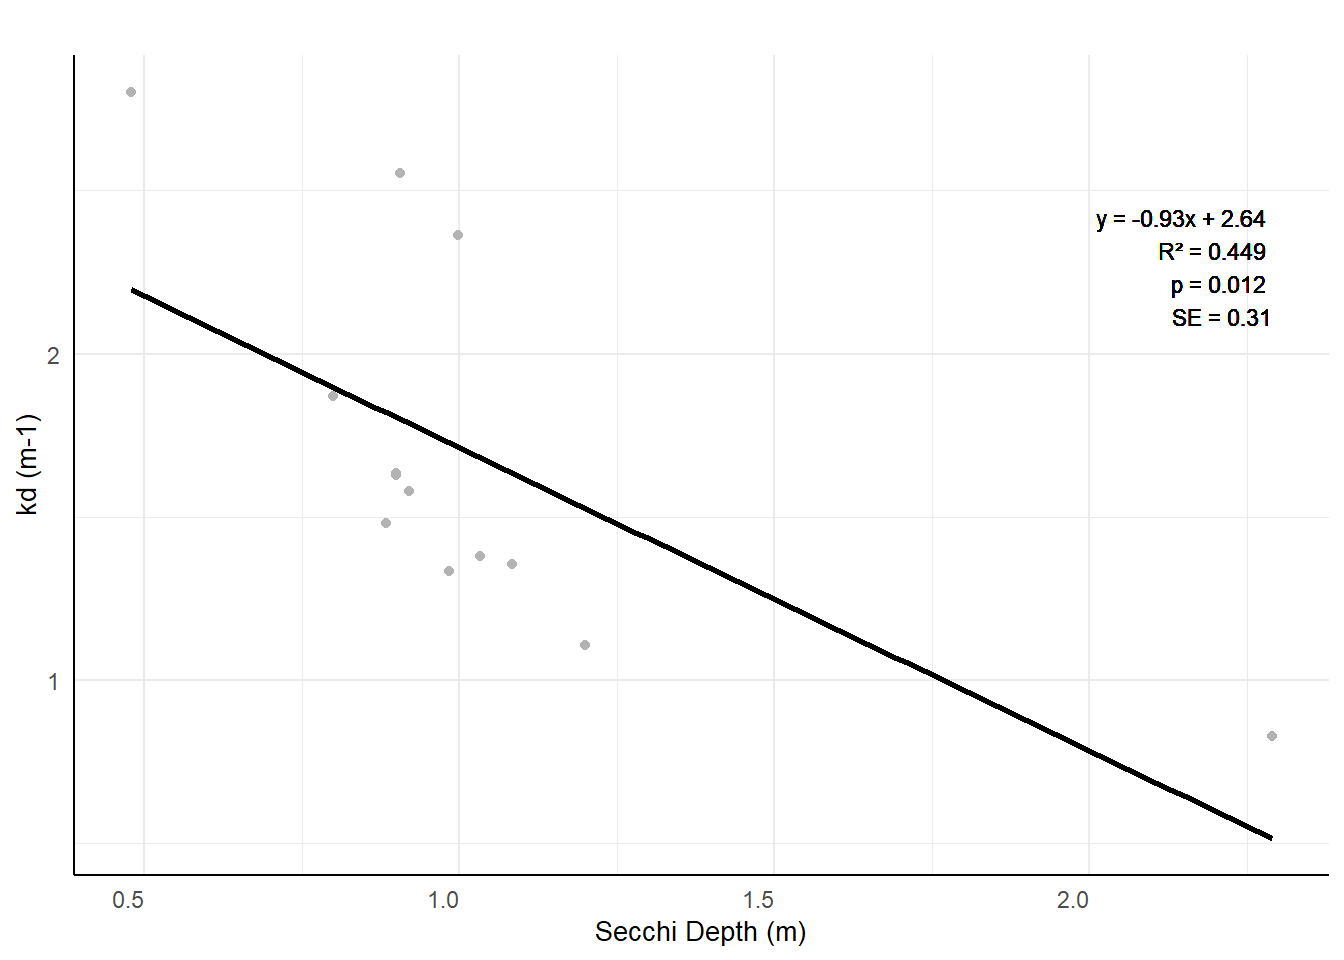 y = -0.93x + 2.64
R² = 0.449
p = 0.012
SE = 0.31
2
1
kd (m-1)
0.5 1.0 1.5 2.0
Secchi Depth (m)